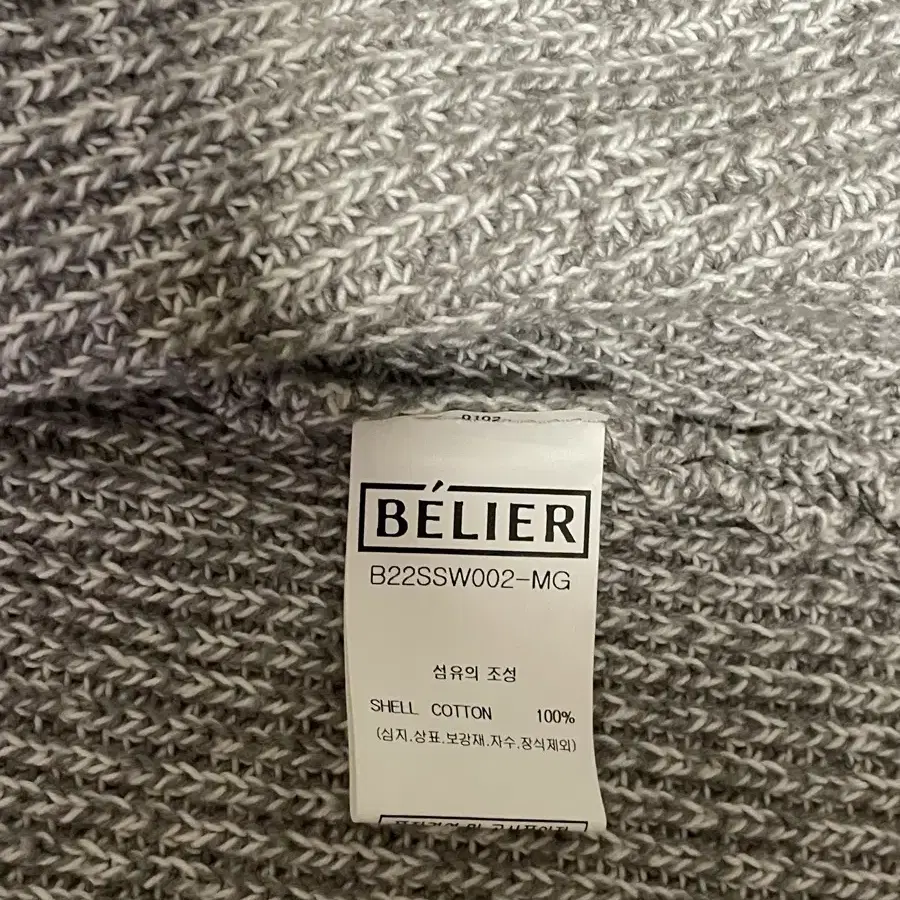 BÉLIER
B22SSW002-MG
섬유의 조성
SHELL COTTON 100%
(심지.상표.보강재.자수.장식제외)